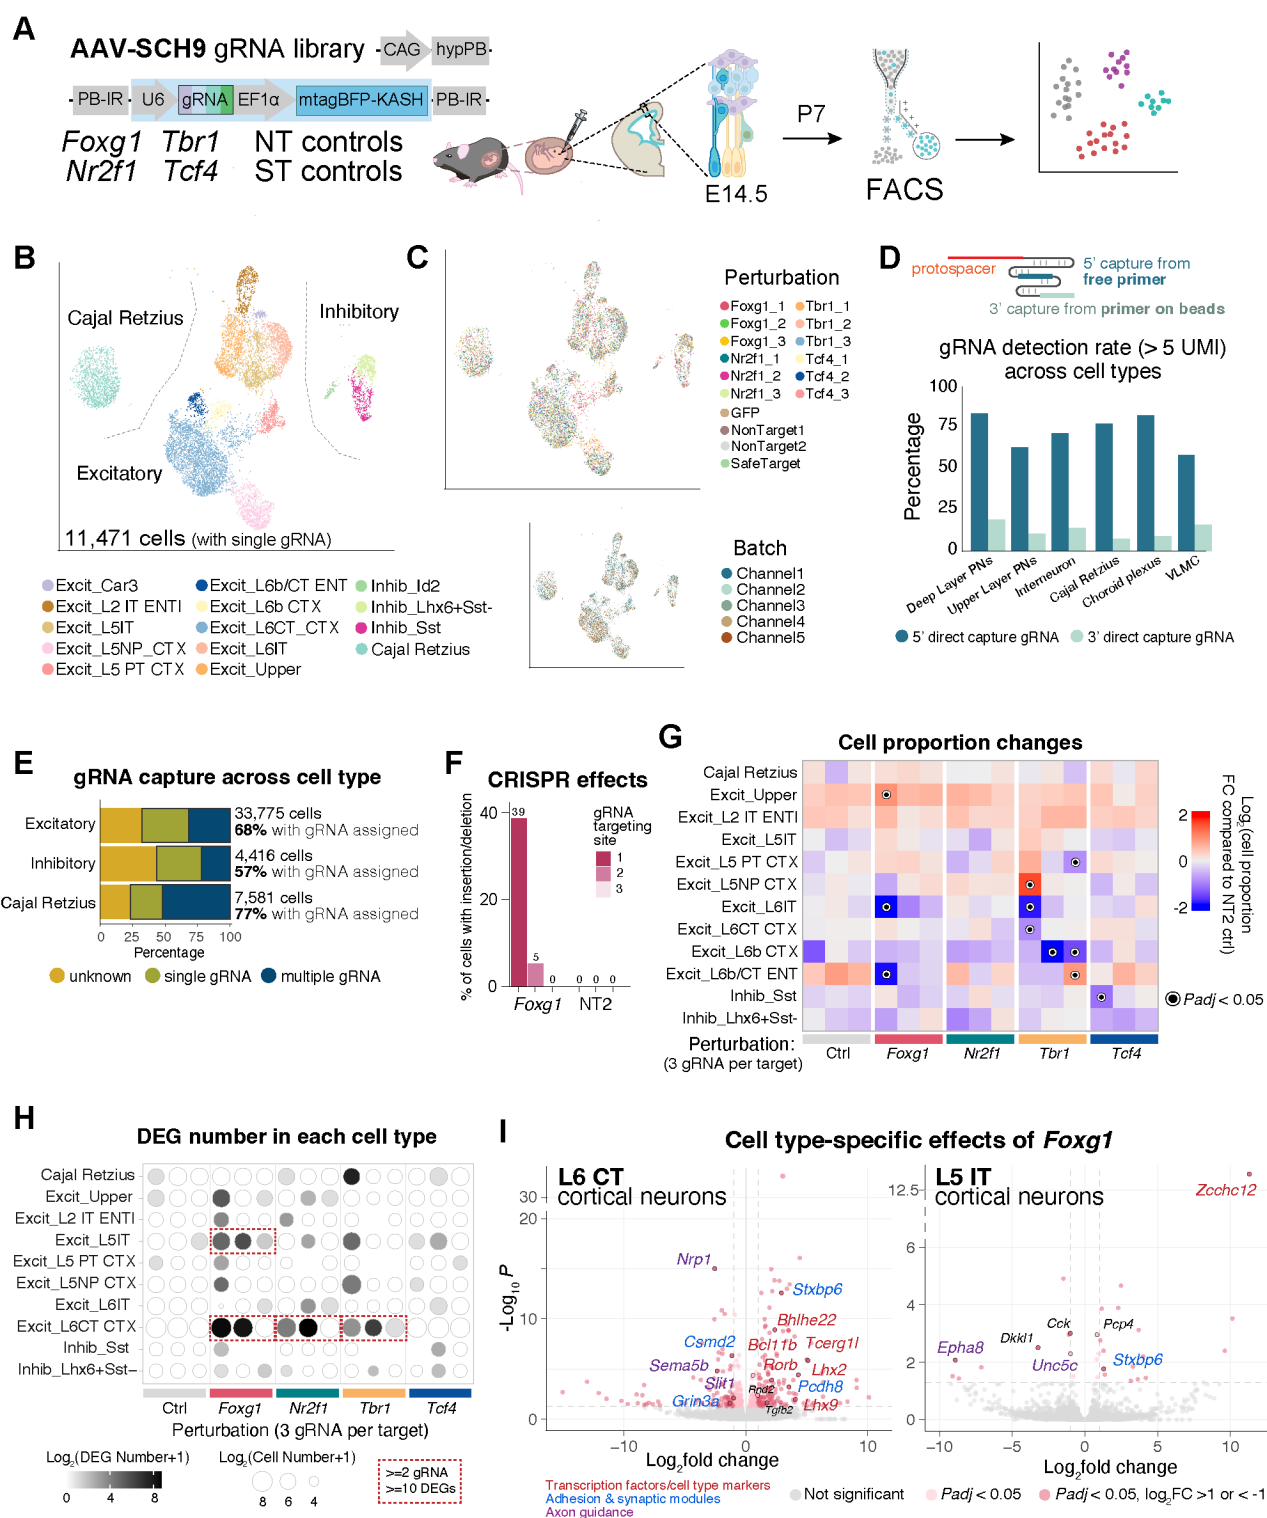 A
AAV-SCH9 gRNA library
CAG
hypPB
PB-IR
U6
gRNA
EF1α
mtagBFP-KASH
PB-IR
Foxg1 Tbr1 NT controls
Nr2f1 Tcf4 ST controls
E14.5
P7
FACS
B
Cajal Retzius
Inhibitory
Excitatory
11,471 cells (with single gRNA)
Excit_Car3
Excit_L2 IT ENTI
Excit_L5IT
Excit_L5NP_CTX
Excit_L5 PT CTX
Excit_L6b/CT ENT
Excit_L6b CTX
Excit_L6CT_CTX
Excit_L6IT
Excit_Upper
Inhib_Id2
Inhib_Lhx6+Sst-
Inhib_Sst
Cajal Retzius
C
Perturbation
Foxg1_1
Foxg1_2
Foxg1_3
Nr2f1_1
Nr2f1_2
Nr2f1_3
GFP
NonTarget1
NonTarget2
SafeTarget
Tbr1_1
Tbr1_2
Tbr1_3
Tcf4_1
Tcf4_2
Tcf4_3
Batch
Channel1
Channel2
Channel3
Channel4
Channel5
D
protospacer
5' capture from
free primer
3' capture from primer on beads
gRNA detection rate (> 5 UMI)
across cell types
Percentage
100
75
50
25
0
Deep Layer PNs
Upper Layer PNs
Interneuron
Cajal Retzius
Choroid plexus
VLMC
5' direct capture gRNA
3' direct capture gRNA
E
gRNA capture across cell type
Excitatory
33,775 cells
68% with gRNA assigned
Inhibitory
4,416 cells
57% with gRNA assigned
Cajal Retzius
7,581 cells
77% with gRNA assigned
0 25 50 75 100
Percentage
unknown
single gRNA
multiple gRNA
F
CRISPR effects
% of cells with insertion/deletion
40
20
0
39
5
0
0 0 0
gRNA
targeting
site
1
2
3
Foxg1
NT2
G
Cell proportion changes
Cajal Retzius
Excit_Upper
Excit_L2 IT ENTI
Excit_L5IT
Excit_L5 PT CTX
Excit_L5NP CTX
Excit_L6IT
Excit_L6CT CTX
Excit_L6b CTX
Excit_L6b/CT ENT
Inhib_Sst
Inhib_Lhx6+Sst-
Perturbation:
(3 gRNA per target)
Ctrl
Foxg1
Nr2f1
Tbr1
Tcf4
2
0
-2
Log2(cell proportion
FC compared to NT2 ctrl)
Padj < 0.05
H
DEG number in each cell type
Cajal Retzius
Excit_Upper
Excit_L2 IT ENTI
Excit_L5IT
Excit_L5 PT CTX
Excit_L5NP CTX
Excit_L6IT
Excit_L6CT CTX
Inhib_Sst
Inhib_Lhx6+Sst−
Ctrl
Foxg1
Nr2f1
Tbr1
Tcf4
Perturbation (3 gRNA per target)
Log2(DEG Number+1)
0 4 8
Log2(Cell Number+1)
8 6 4
>=2 gRNA
>=10 DEGs
I
Cell type-specific effects of Foxg1
L6 CT
cortical neurons
-Log10 P
30
20
10
0
Nrp1
Stxbp6
Bhlhe22
Csmd2
Bcl11b
Tcerg1l
Sema5b
Rorb
Lhx2
Slit1
Rnd2
Pcdh8
Grin3a
Tgfb2
Lhx9
−10 0 10
Log2fold change
L5 IT
cortical neurons
12.5
6
4
2
0
Zcchc12
Cck
Pcp4
Dkkl1
Epha8
Unc5c
Stxbp6
−10 −5 0 5 10
Log2fold change
Transcription factors/cell type markers
Adhesion & synaptic modules
Axon guidance
Not significant
Padj < 0.05
Padj < 0.05, log2FC >1 or < -1